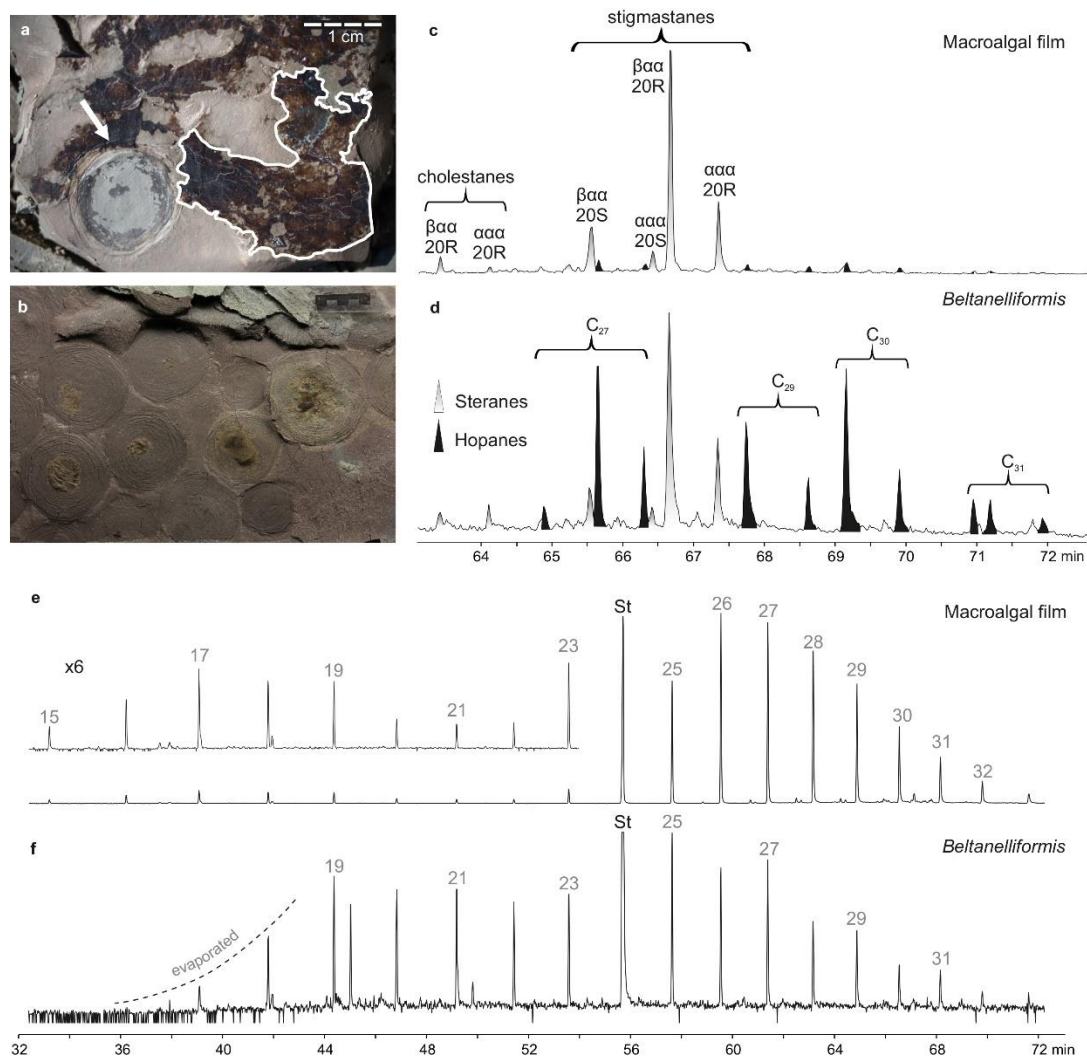 a
1 cm
b
c
stigmastanes
Macroalgal film
βαα
20R
cholestanes
βαα
20R
ααα
20R
βαα
20S
ααα
20S
ααα
20R
d
Beltanelliformis
C₂₇
C₂₉
C₃₀
C₃₁
Steranes
Hopanes
64 65 66 67 68 69 70 71 72 min
e
Macroalgal film
x6
15 17 19 21 23 St 25 26 27 28 29 30 31 32
f
Beltanelliformis
evaporated
19 21 23 St 25 27 29 31
32 36 40 44 48 52 56 60 64 68 72 min